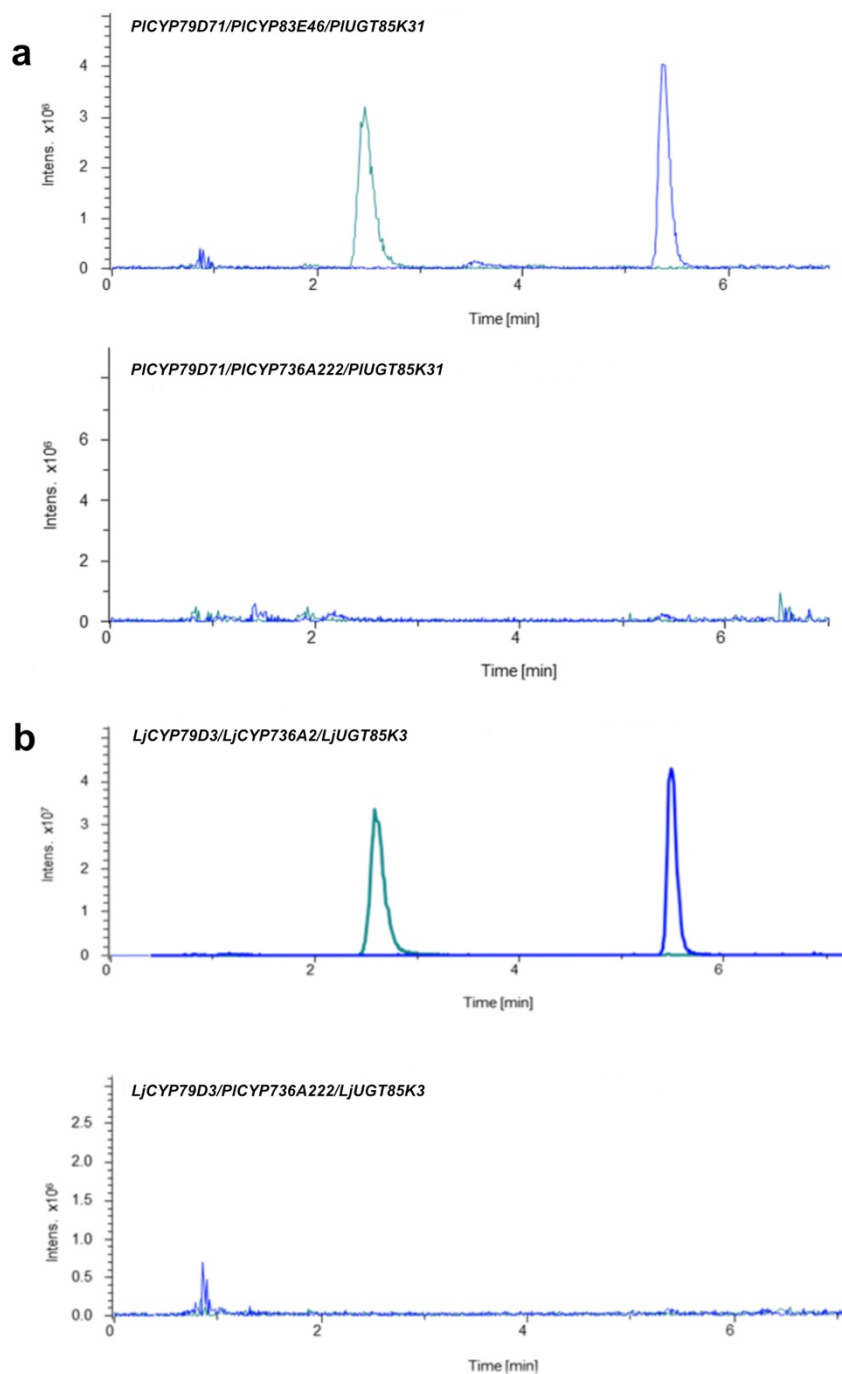 a
PlCYP79D71/PlCYP83E46/PlUGT85K31
Intens. x10⁶
4
3
2
1
0
0 2 4 6
Time [min]
PlCYP79D71/PlCYP736A222/PlUGT85K31
Intens. x10⁶
6
4
2
0
0 2 4 6
Time [min]
b
LjCYP79D3/LjCYP736A2/LjUGT85K3
Intens. x10⁷
4
3
2
1
0
0 2 4 6
Time [min]
LjCYP79D3/PlCYP736A222/LjUGT85K3
Intens. x10⁶
2.5
2.0
1.5
1.0
0.5
0.0
0 2 4 6
Time [min]